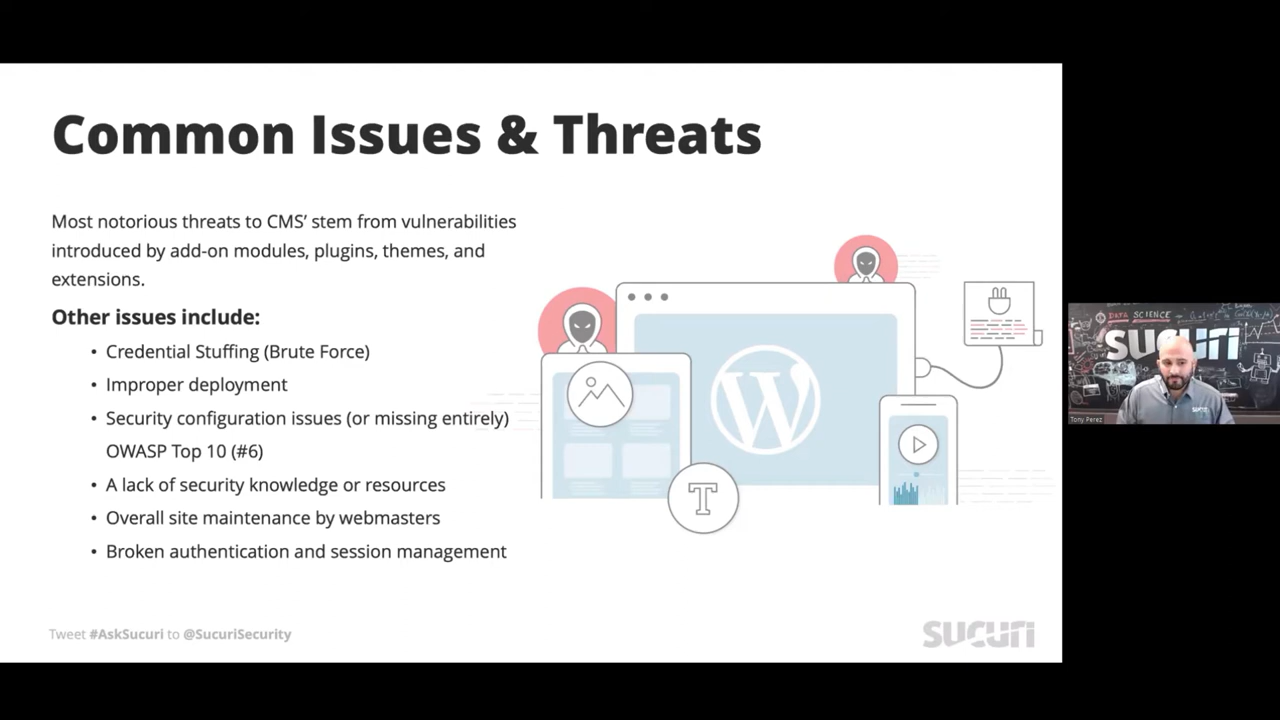 Common Issues & Threats
Most notorious threats to CMS’ stem from vulnerabilities
introduced by add-on modules, plugins, themes, and
extensions.
Other issues include:
• Credential Stuffing (Brute Force)
• Improper deployment
• Security configuration issues (or missing entirely)
OWASP Top 10 (#6)
• A lack of security knowledge or resources
• Overall site maintenance by webmasters
• Broken authentication and session management
W
T
Tweet #AskSucuri to @SucuriSecurity
SUCURI
DATA SCIENCE
SUCURI
Tony Perez